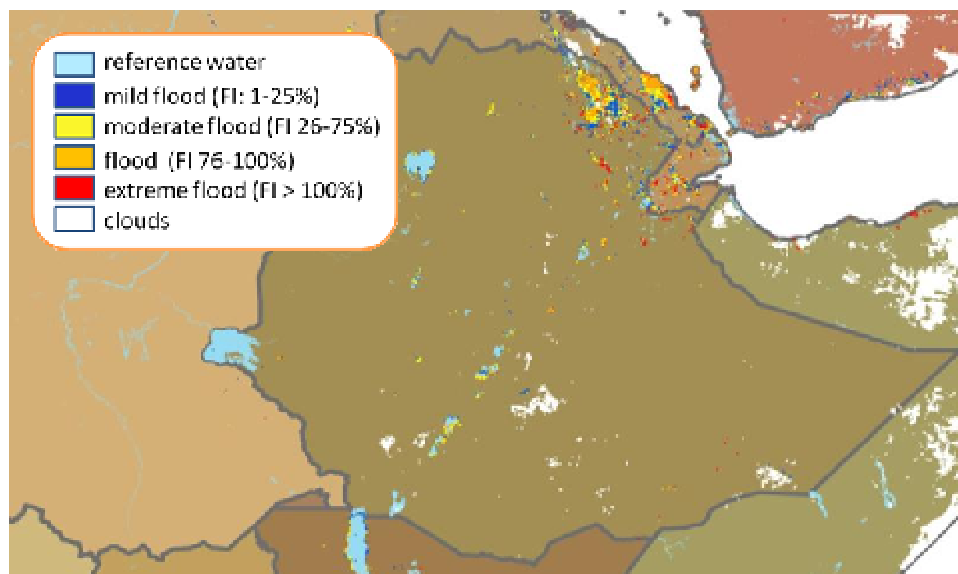 reference water
mild flood (FI: 1-25%)
moderate flood (FI 26-75%)
flood (FI 76-100%)
extreme flood (FI > 100%)
clouds